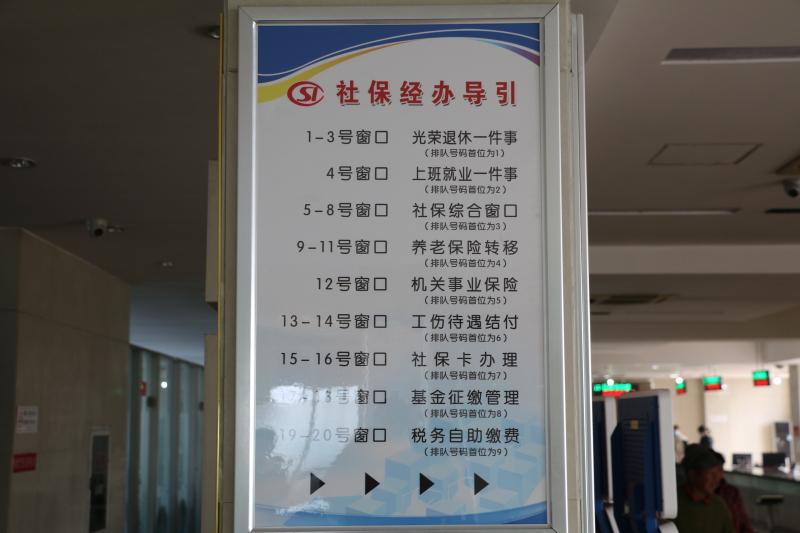 SI 社保经办导引
1-3号窗口 光荣退休一件事
(排队号码首位为1)
4号窗口 上班就业一件事
(排队号码首位为2)
5-8号窗口 社保综合窗口
(排队号码首位为3)
9-11号窗口 养老保险转移
(排队号码首位为4)
12号窗口 机关事业保险
(排队号码首位为5)
13-14号窗口 工伤待遇结付
(排队号码首位为6)
15-16号窗口 社保卡办理
(排队号码首位为7)
17-18号窗口 基金征缴管理
(排队号码首位为8)
19-20号窗口 税务自助缴费
(排队号码首位为9)